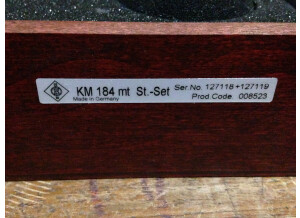 KM 184 mt St.-Set
Made in Germany
Ser.No. 127118+127119
Prod.Code 008523